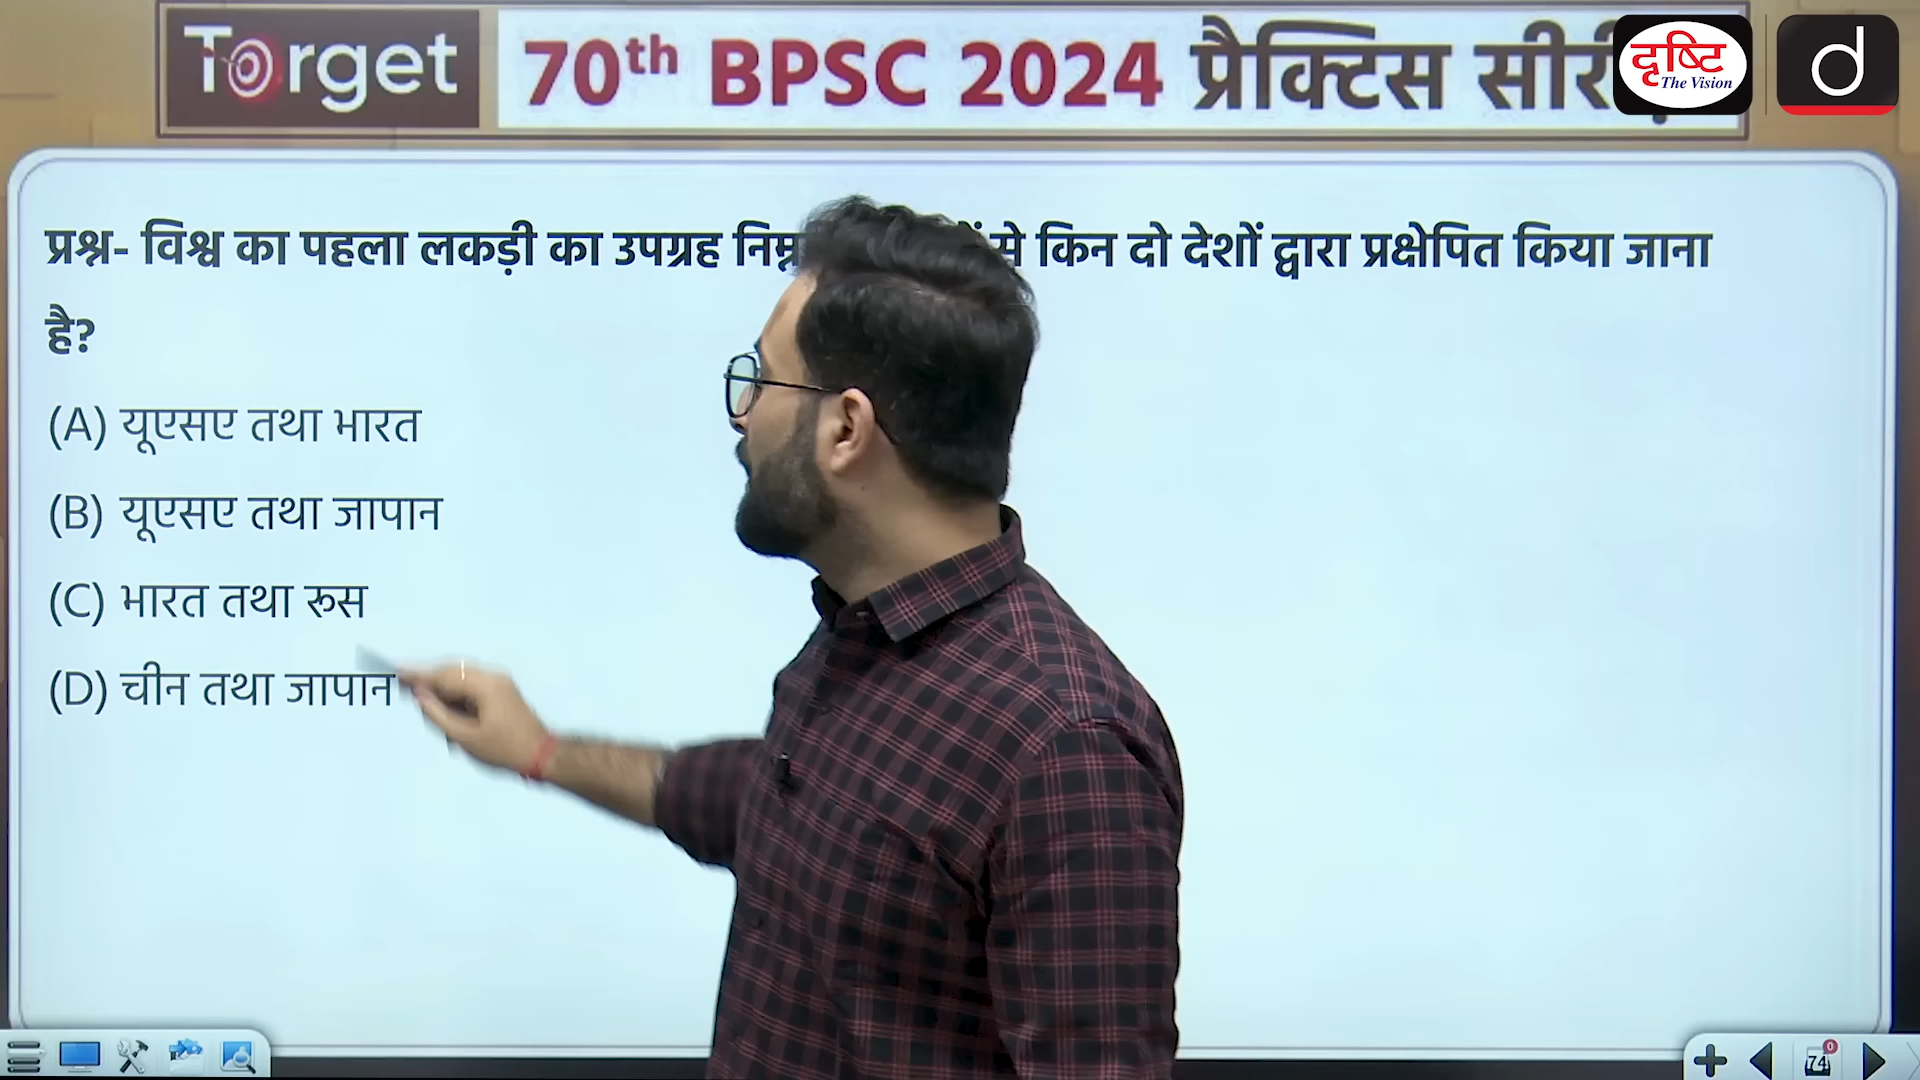 Target
70th BPSC 2024 प्रैक्टिस
दृष्टि
The Vision
d
प्रश्न- विश्व का पहला लकड़ी का उपग्रह से किन दो देशों द्वारा प्रक्षेपित किया जाना
है?
(A) यूएसए तथा भारत
(B) यूएसए तथा जापान
(C) भारत तथा रूस
(D) चीन तथा जापान
74
0